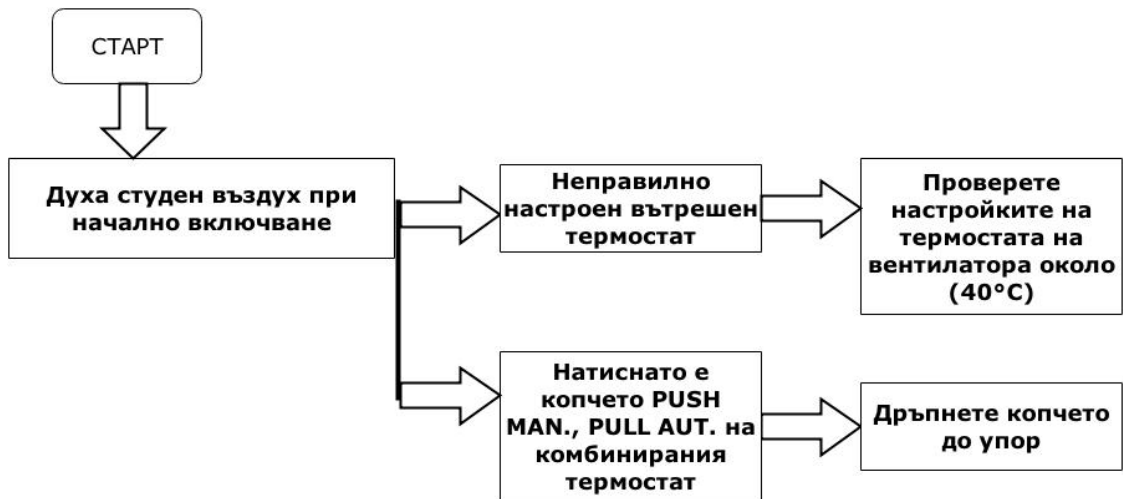 СТАРТ
Духа студен въздух при
начално включване
Неправилно
настроен вътрешен
термостат
Проверете
настройките на
термостата на
вентилатора около
(40°C)
Натиснато е
копчето PUSH
MAN., PULL AUT. на
комбинирания
термостат
Дръпнете копчето
до упор